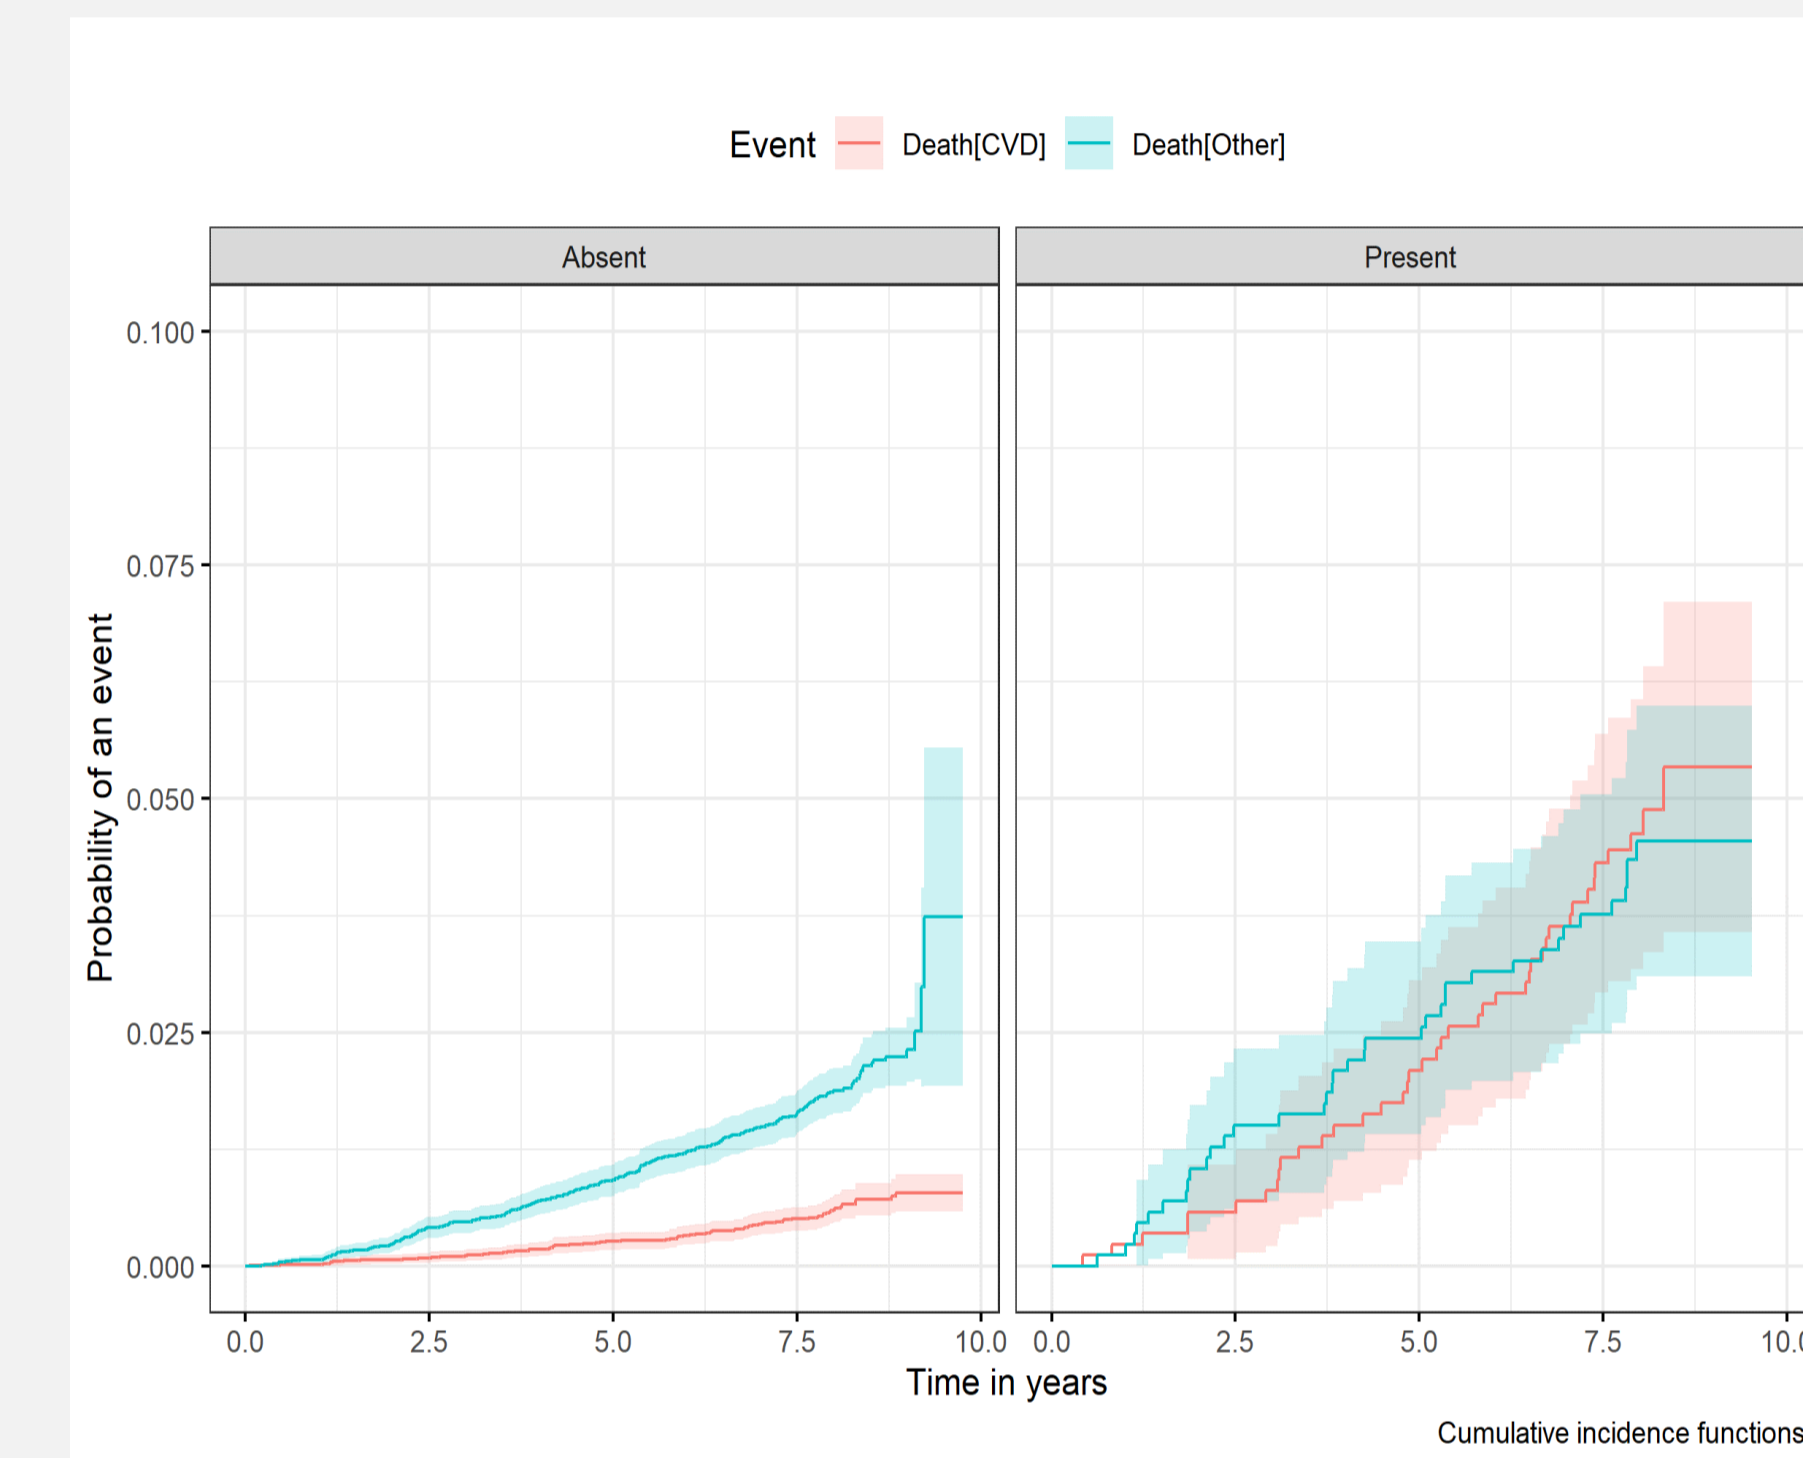 Event Death[CVD] Death[Other]
Absent Present
0.100
0.075
0.050
0.025
0.000
Probability of an event
0.0 2.5 5.0 7.5 10.0 0.0 2.5 5.0 7.5 10.0
Time in years
Cumulative incidence functions